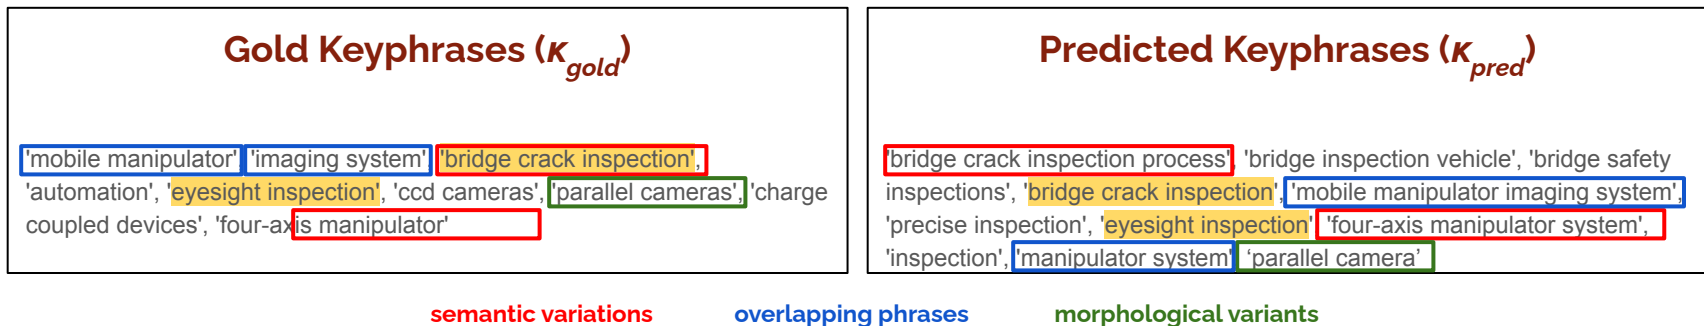 Gold Keyphrases (κgold)
'mobile manipulator', 'imaging system', 'bridge crack inspection',
'automation', 'eyesight inspection', 'ccd cameras', 'parallel cameras', 'charge
coupled devices', 'four-axis manipulator'
Predicted Keyphrases (κpred)
'bridge crack inspection process', 'bridge inspection vehicle', 'bridge safety
inspections', 'bridge crack inspection', 'mobile manipulator imaging system',
'precise inspection', 'eyesight inspection' 'four-axis manipulator system',
'inspection', 'manipulator system' ‘parallel camera’
semantic variations overlapping phrases morphological variants